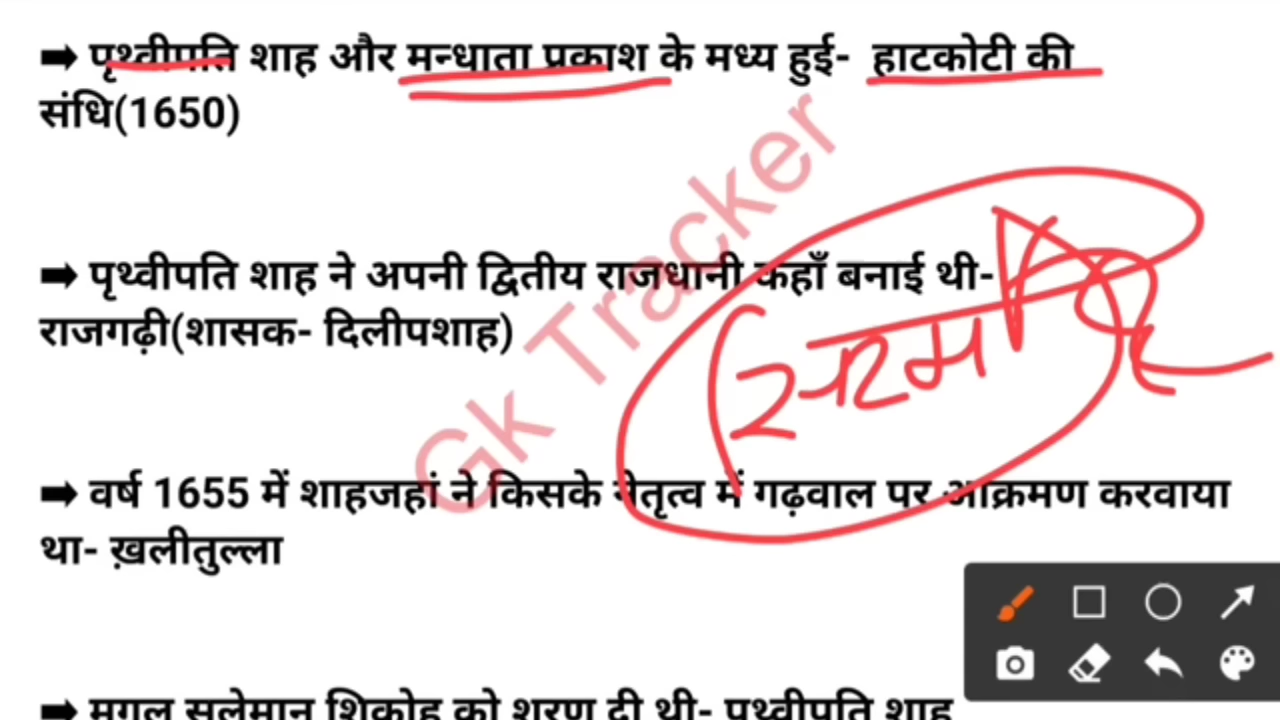 ➡ पृथ्वीपति शाह और मन्धाता प्रकाश के मध्य हुई- हाटकोटी की
संधि(1650)
➡ पृथ्वीपति शाह ने अपनी द्वितीय राजधानी कहाँ बनाई थी-
राजगढ़ी(शासक- दिलीपशाह)
➡ वर्ष 1655 में शाहजहां ने किसके नेतृत्व में गढ़वाल पर आक्रमण करवाया
था- ख़लीतुल्ला
➡ मुगल सुलेमान शिकोह को शरण दी थी- पृथ्वीपति शाह
Gk Tracker